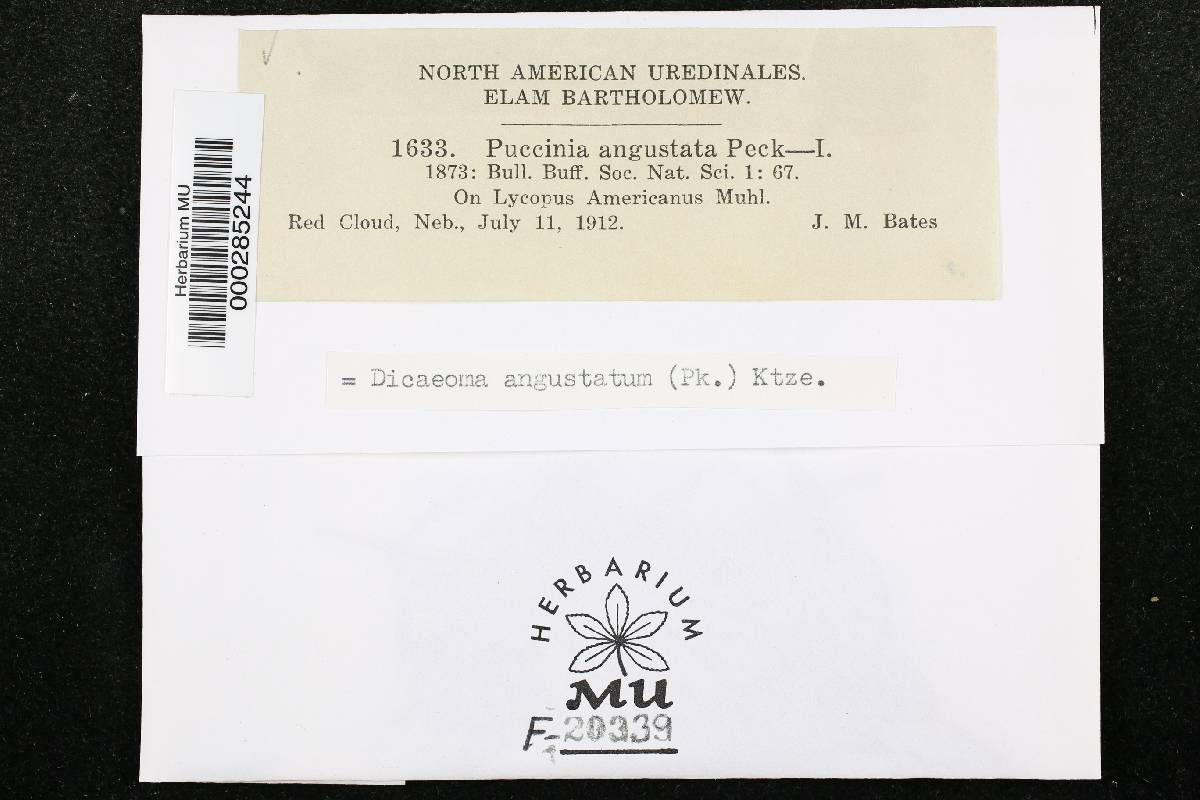 NORTH AMERICAN UREDINALES.
ELAM BARTHOLOMEW.
1633. Puccinia angustata Peck—I.
1873: Bull. Buff. Soc. Nat. Sci. 1: 67.
On Lycopus Americanus Muhl.
Red Cloud, Neb., July 11, 1912. J. M. Bates
Herbarium MU
000285244
= Dicaeoma angustatum (Pk.) Ktze.
HERBARIUM
MU
F-20339